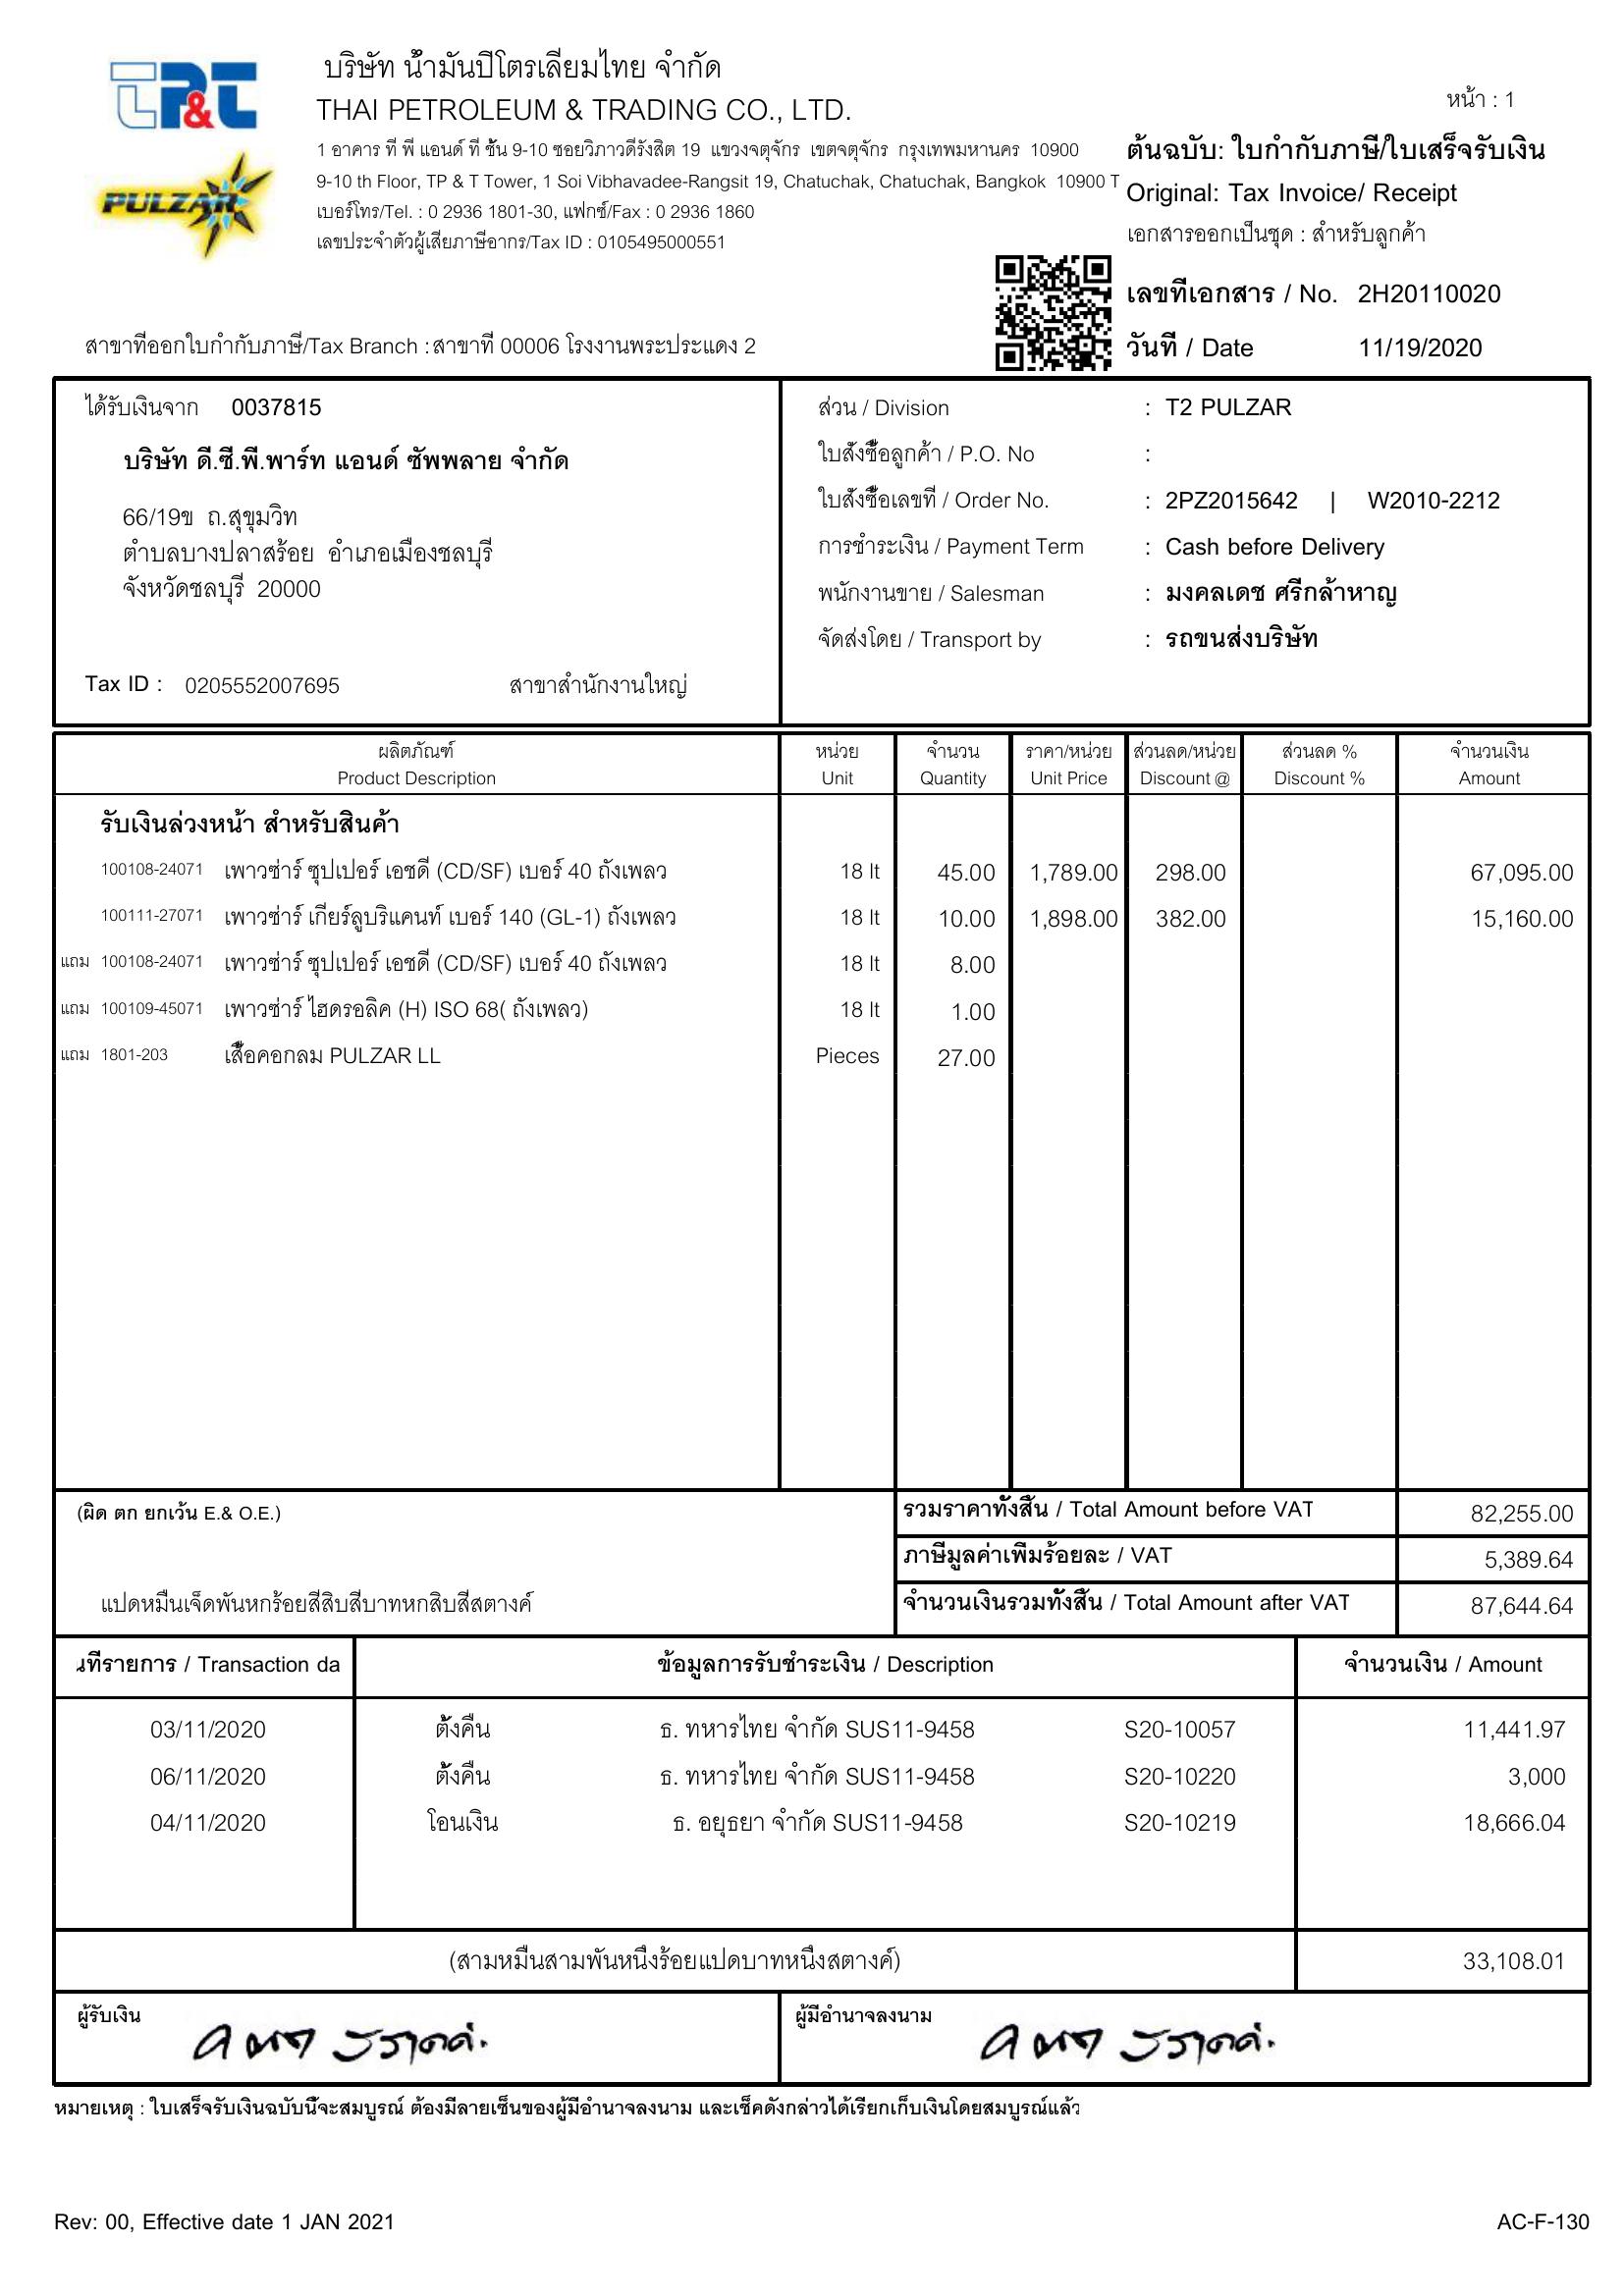 TP&T
PULZAR
บริษัท น้ำมันปิโตรเลียมไทย จำกัด
THAI PETROLEUM & TRADING CO., LTD.
1 อาคาร ที พี แอนด์ ที ชั้น 9-10 ซอยวิภาวดีรังสิต 19 แขวงจตุจักร เขตจตุจักร กรุงเทพมหานคร 10900
9-10 th Floor, TP & T Tower, 1 Soi Vibhavadee-Rangsit 19, Chatuchak, Chatuchak, Bangkok 10900 T
เบอร์โทร/Tel. : 0 2936 1801-30, แฟกซ์/Fax : 0 2936 1860
เลขประจำตัวผู้เสียภาษีอากร/Tax ID : 0105495000551
หน้า : 1
ต้นฉบับ: ใบกำกับภาษี/ใบเสร็จรับเงิน
Original: Tax Invoice/ Receipt
เอกสารออกเป็นชุด : สำหรับลูกค้า
เลขที่เอกสาร / No. 2H20110020
สาขาที่ออกใบกำกับภาษี/Tax Branch : สาขาที่ 00006 โรงงานพระประแดง 2
วันที่ / Date 11/19/2020
ได้รับเงินจาก 0037815
บริษัท ดี.ซี.พี.พาร์ท แอนด์ ซัพพลาย จำกัด
66/19ข ถ.สุขุมวิท
ตำบลบางปลาสร้อย อำเภอเมืองชลบุรี
จังหวัดชลบุรี 20000
Tax ID : 0205552007695 สาขาสำนักงานใหญ่
ส่วน / Division : T2 PULZAR
ใบสั่งซื้อลูกค้า / P.O. No :
ใบสั่งซื้อเลขที่ / Order No. : 2PZ2015642 | W2010-2212
การชำระเงิน / Payment Term : Cash before Delivery
พนักงานขาย / Salesman : มงคลเดช ศรีกล้าหาญ
จัดส่งโดย / Transport by : รถขนส่งบริษัท
ผลิตภัณฑ์ หน่วย จำนวน ราคา/หน่วย ส่วนลด/หน่วย ส่วนลด % จำนวนเงิน
Product Description Unit Quantity Unit Price Discount @ Discount % Amount
รับเงินล่วงหน้า สำหรับสินค้า
100108-24071 เพาวซ่าร์ ซุปเปอร์ เอชดี (CD/SF) เบอร์ 40 ถังเพลว 18 lt 45.00 1,789.00 298.00 67,095.00
100111-27071 เพาวซ่าร์ เกียร์ลูบริแคนท์ เบอร์ 140 (GL-1) ถังเพลว 18 lt 10.00 1,898.00 382.00 15,160.00
แถม 100108-24071 เพาวซ่าร์ ซุปเปอร์ เอชดี (CD/SF) เบอร์ 40 ถังเพลว 18 lt 8.00
แถม 100109-45071 เพาวซ่าร์ ไฮดรอลิค (H) ISO 68( ถังเพลว) 18 lt 1.00
แถม 1801-203 เสื้อคอกลม PULZAR LL Pieces 27.00
(ผิด ตก ยกเว้น E.& O.E.)
แปดหมื่นเจ็ดพันหกร้อยสี่สิบสี่บาทหกสิบสี่สตางค์
รวมราคาทั้งสิ้น / Total Amount before VAT 82,255.00
ภาษีมูลค่าเพิ่มร้อยละ / VAT 5,389.64
จำนวนเงินรวมทั้งสิ้น / Total Amount after VAT 87,644.64
นที่รายการ / Transaction da ข้อมูลการรับชำระเงิน / Description จำนวนเงิน / Amount
03/11/2020 ตั้งคืน ธ. ทหารไทย จำกัด SUS11-9458 S20-10057 11,441.97
06/11/2020 ตั้งคืน ธ. ทหารไทย จำกัด SUS11-9458 S20-10220 3,000
04/11/2020 โอนเงิน ธ. อยุธยา จำกัด SUS11-9458 S20-10219 18,666.04
(สามหมื่นสามพันหนึ่งร้อยแปดบาทหนึ่งสตางค์) 33,108.01
ผู้รับเงิน ผู้มีอำนาจลงนาม
หมายเหตุ : ใบเสร็จรับเงินฉบับนี้จะสมบูรณ์ ต้องมีลายเซ็นของผู้มีอำนาจลงนาม และเช็คดังกล่าวได้เรียกเก็บเงินโดยสมบูรณ์แล้ว
Rev: 00, Effective date 1 JAN 2021 AC-F-130